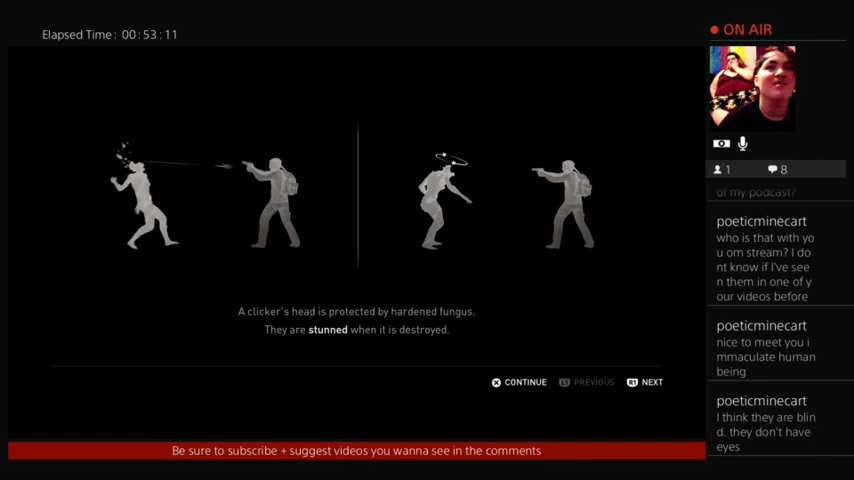 Elapsed Time: 00:53:11
ON AIR
1
8
of my podcast?
poeticminecart
who is that with yo
u om stream? I do
nt know if I've see
n them in one of y
our videos before
poeticminecart
nice to meet you i
mmaculate human
being
poeticminecart
I think they are blin
d. they don't have
eyes
A clicker's head is protected by hardened fungus.
They are stunned when it is destroyed.
CONTINUE
L1 PREVIOUS
R1 NEXT
Be sure to subscribe + suggest videos you wanna see in the comments